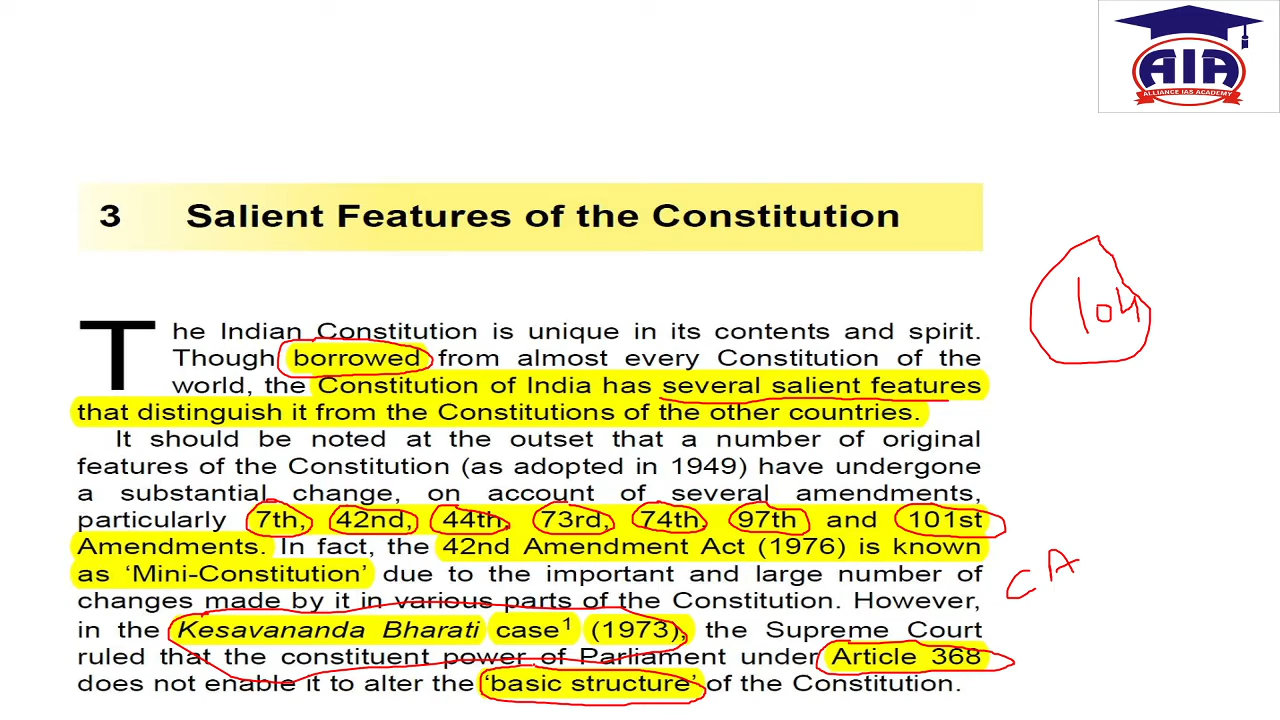 AIA
ALLIANCE IAS ACADEMY
3 Salient Features of the Constitution
The Indian Constitution is unique in its contents and spirit.
Though borrowed from almost every Constitution of the
world, the Constitution of India has several salient features
that distinguish it from the Constitutions of the other countries.
It should be noted at the outset that a number of original
features of the Constitution (as adopted in 1949) have undergone
a substantial change, on account of several amendments,
particularly 7th, 42nd, 44th, 73rd, 74th, 97th and 101st
Amendments. In fact, the 42nd Amendment Act (1976) is known
as ‘Mini-Constitution’ due to the important and large number of
changes made by it in various parts of the Constitution. However,
in the Kesavananda Bharati case¹ (1973), the Supreme Court
ruled that the constituent power of Parliament under Article 368
does not enable it to alter the ‘basic structure’ of the Constitution.
104
CA